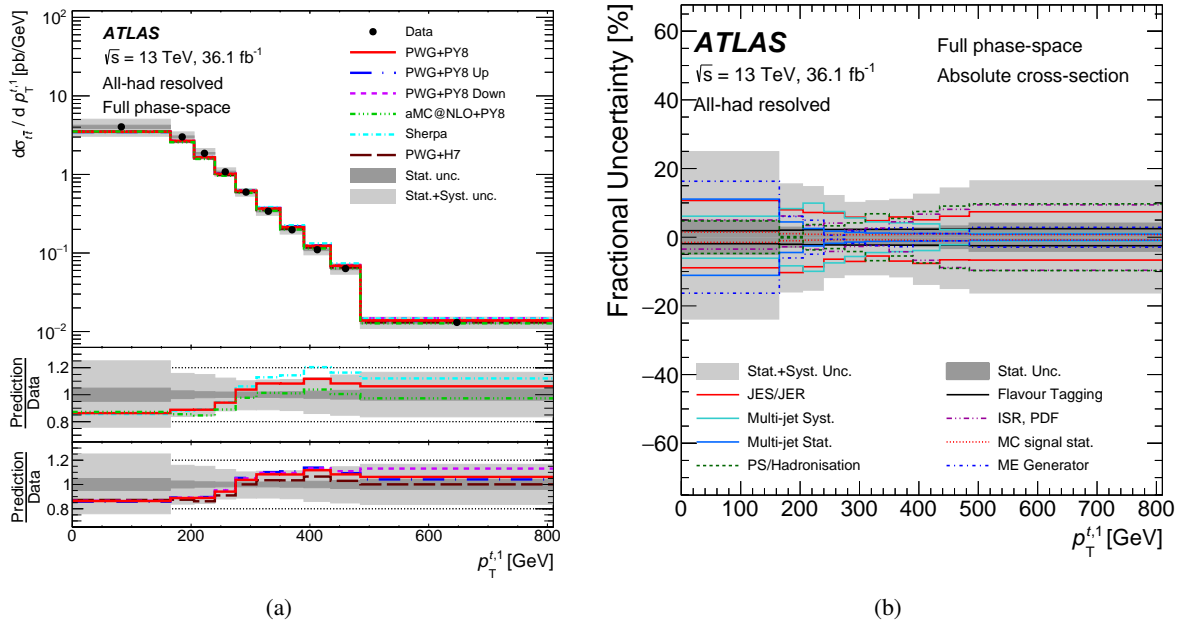 ATLAS
√s = 13 TeV, 36.1 fb⁻¹
All-had resolved
Full phase-space
Data
PWG+PY8
PWG+PY8 Up
PWG+PY8 Down
aMC@NLO+PY8
Sherpa
PWG+H7
Stat. unc.
Stat.+Syst. unc.
dσ_tt̄ / d p_T^{t,1} [pb/GeV]
10²
10
1
10⁻¹
10⁻²
Prediction
Data
1.2
1
0.8
Prediction
Data
1.2
1
0.8
0 200 400 600 800
p_T^{t,1} [GeV]
(a)
ATLAS
√s = 13 TeV, 36.1 fb⁻¹
All-had resolved
Full phase-space
Absolute cross-section
Fractional Uncertainty [%]
60
40
20
0
−20
−40
−60
Stat.+Syst. Unc.
JES/JER
Multi-jet Syst.
Multi-jet Stat.
PS/Hadronisation
Stat. Unc.
Flavour Tagging
ISR, PDF
MC signal stat.
ME Generator
0 100 200 300 400 500 600 700 800
p_T^{t,1} [GeV]
(b)